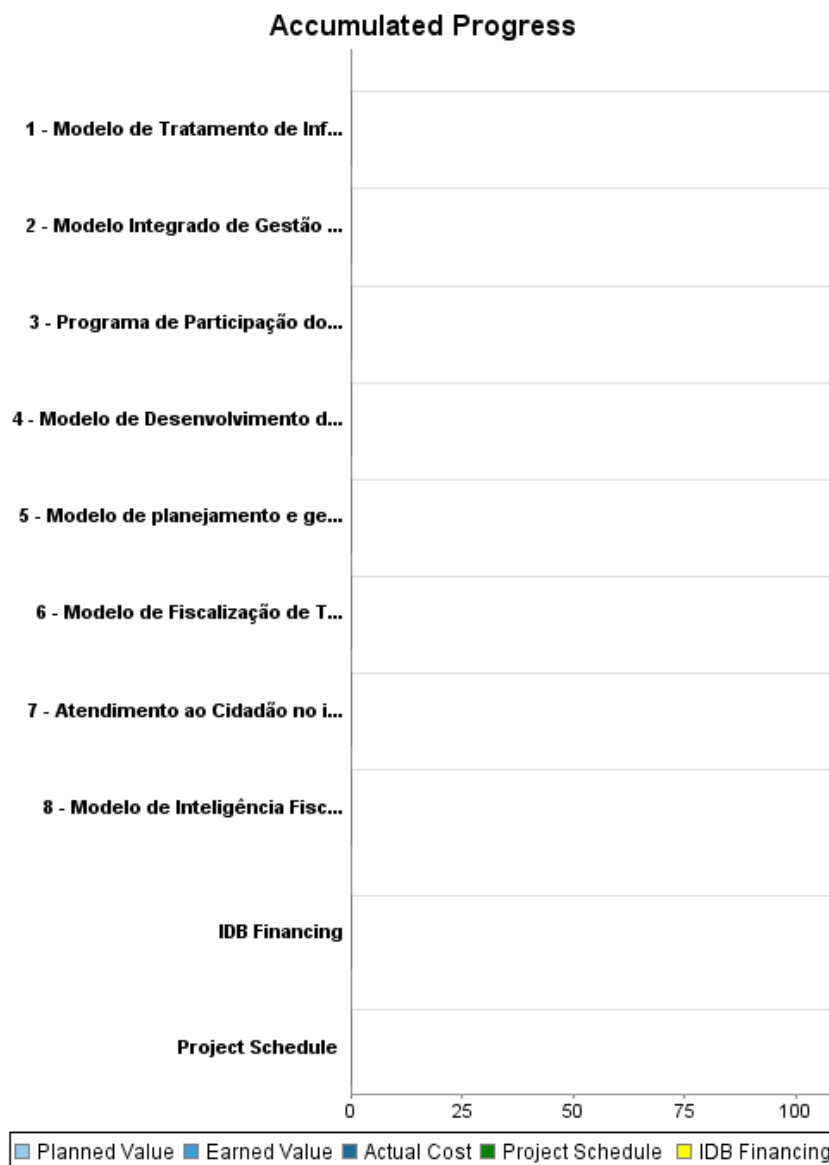 Accumulated Progress
1 - Modelo de Tratamento de Inf...
2 - Modelo Integrado de Gestão ...
3 - Programa de Participação do...
4 - Modelo de Desenvolvimento d...
5 - Modelo de planejamento e ge...
6 - Modelo de Fiscalização de T...
7 - Atendimento ao Cidadão no i...
8 - Modelo de Inteligência Fisc...
IDB Financing
Project Schedule
0 25 50 75 100
Planned Value Earned Value Actual Cost Project Schedule IDB Financing